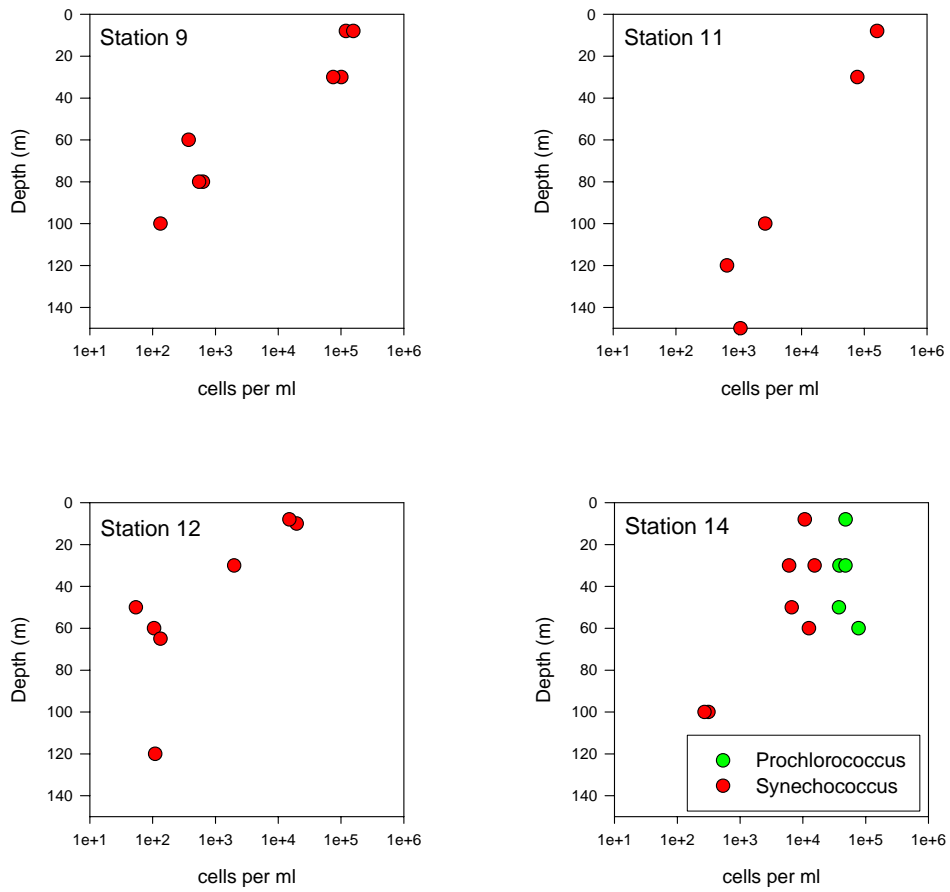 Station 9
0
20
40
60
80
100
120
140
Depth (m)
1e+1 1e+2 1e+3 1e+4 1e+5 1e+6
cells per ml
Station 11
0
20
40
60
80
100
120
140
Depth (m)
1e+1 1e+2 1e+3 1e+4 1e+5 1e+6
cells per ml
Station 12
0
20
40
60
80
100
120
140
Depth (m)
1e+1 1e+2 1e+3 1e+4 1e+5 1e+6
cells per ml
Station 14
0
20
40
60
80
100
120
140
Depth (m)
Prochlorococcus
Synechococcus
1e+1 1e+2 1e+3 1e+4 1e+5 1e+6
cells per ml